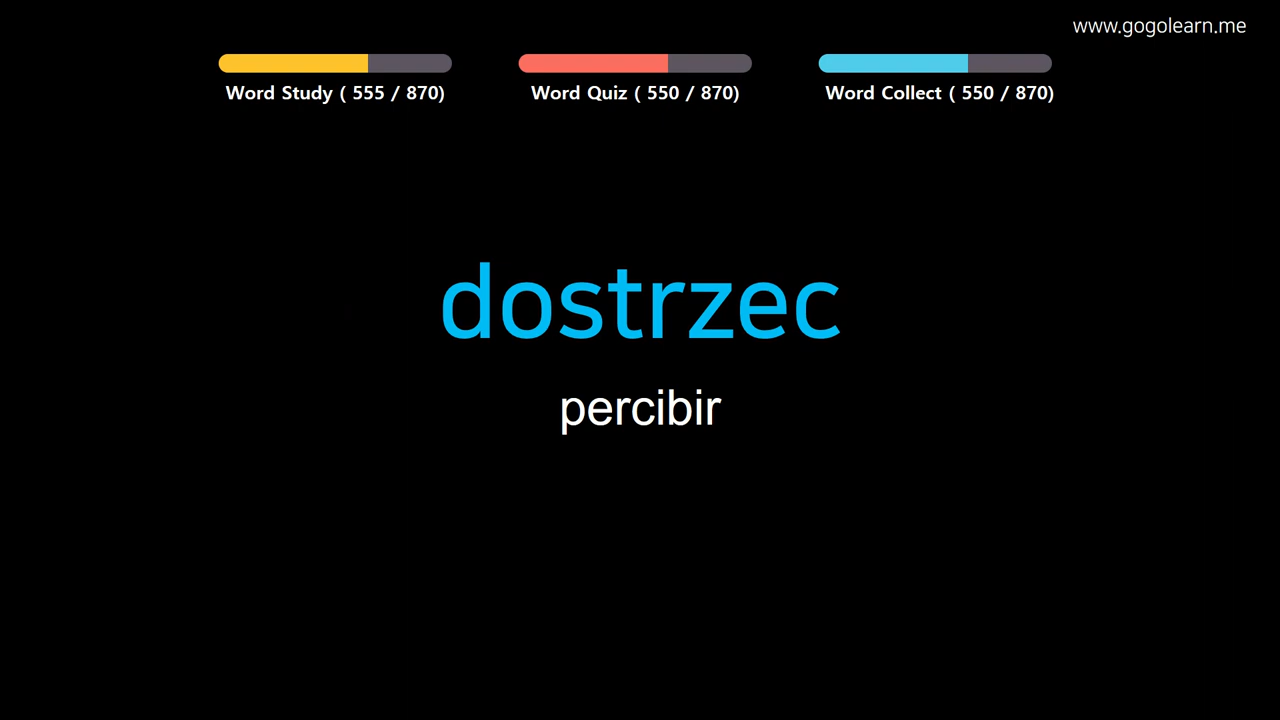 www.gogolearn.me
Word Study ( 555 / 870)
Word Quiz ( 550 / 870)
Word Collect ( 550 / 870)
dostrzec
percibir